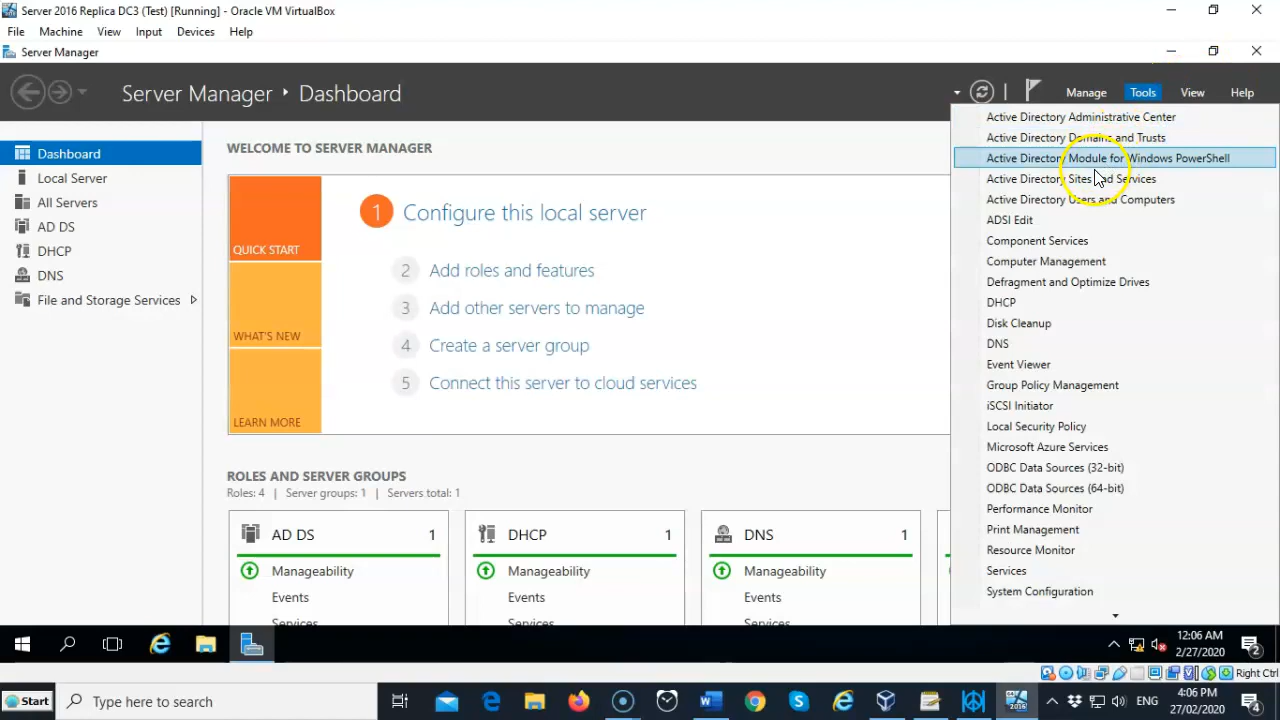 Server 2016 Replica DC3 (Test) [Running] - Oracle VM VirtualBox
File Machine View Input Devices Help
Server Manager
Server Manager • Dashboard
Manage Tools View Help
Dashboard
Local Server
All Servers
AD DS
DHCP
DNS
File and Storage Services
WELCOME TO SERVER MANAGER
QUICK START
WHAT'S NEW
LEARN MORE
1 Configure this local server
2 Add roles and features
3 Add other servers to manage
4 Create a server group
5 Connect this server to cloud services
ROLES AND SERVER GROUPS
Roles: 4 | Server groups: 1 | Servers total: 1
AD DS 1
Manageability
Events
Services
DHCP 1
Manageability
Events
Services
DNS 1
Manageability
Events
Services
Active Directory Administrative Center
Active Directory Domains and Trusts
Active Directory Module for Windows PowerShell
Active Directory Sites and Services
Active Directory Users and Computers
ADSI Edit
Component Services
Computer Management
Defragment and Optimize Drives
DHCP
Disk Cleanup
DNS
Event Viewer
Group Policy Management
iSCSI Initiator
Local Security Policy
Microsoft Azure Services
ODBC Data Sources (32-bit)
ODBC Data Sources (64-bit)
Performance Monitor
Print Management
Resource Monitor
Services
System Configuration
12:06 AM
2/27/2020
2
Right Ctrl
Start
Type here to search
2016
ENG
4:06 PM
27/02/2020
4